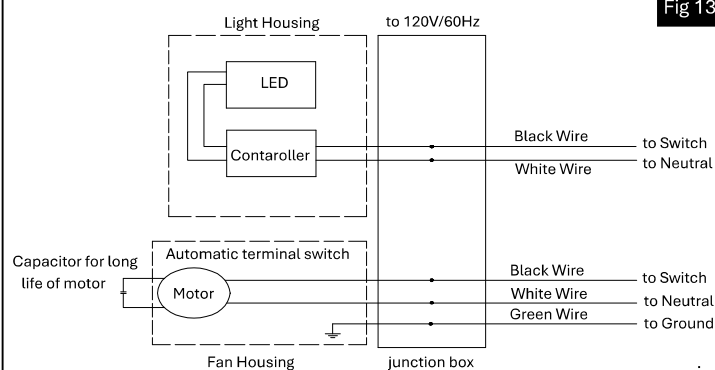 Fig 13
Light Housing
to 120V/60Hz
LED
Contaroller
Black Wire
to Switch
White Wire
to Neutral
Capacitor for long
life of motor
Automatic terminal switch
Motor
Black Wire
to Switch
White Wire
to Neutral
Green Wire
to Ground
Fan Housing
junction box